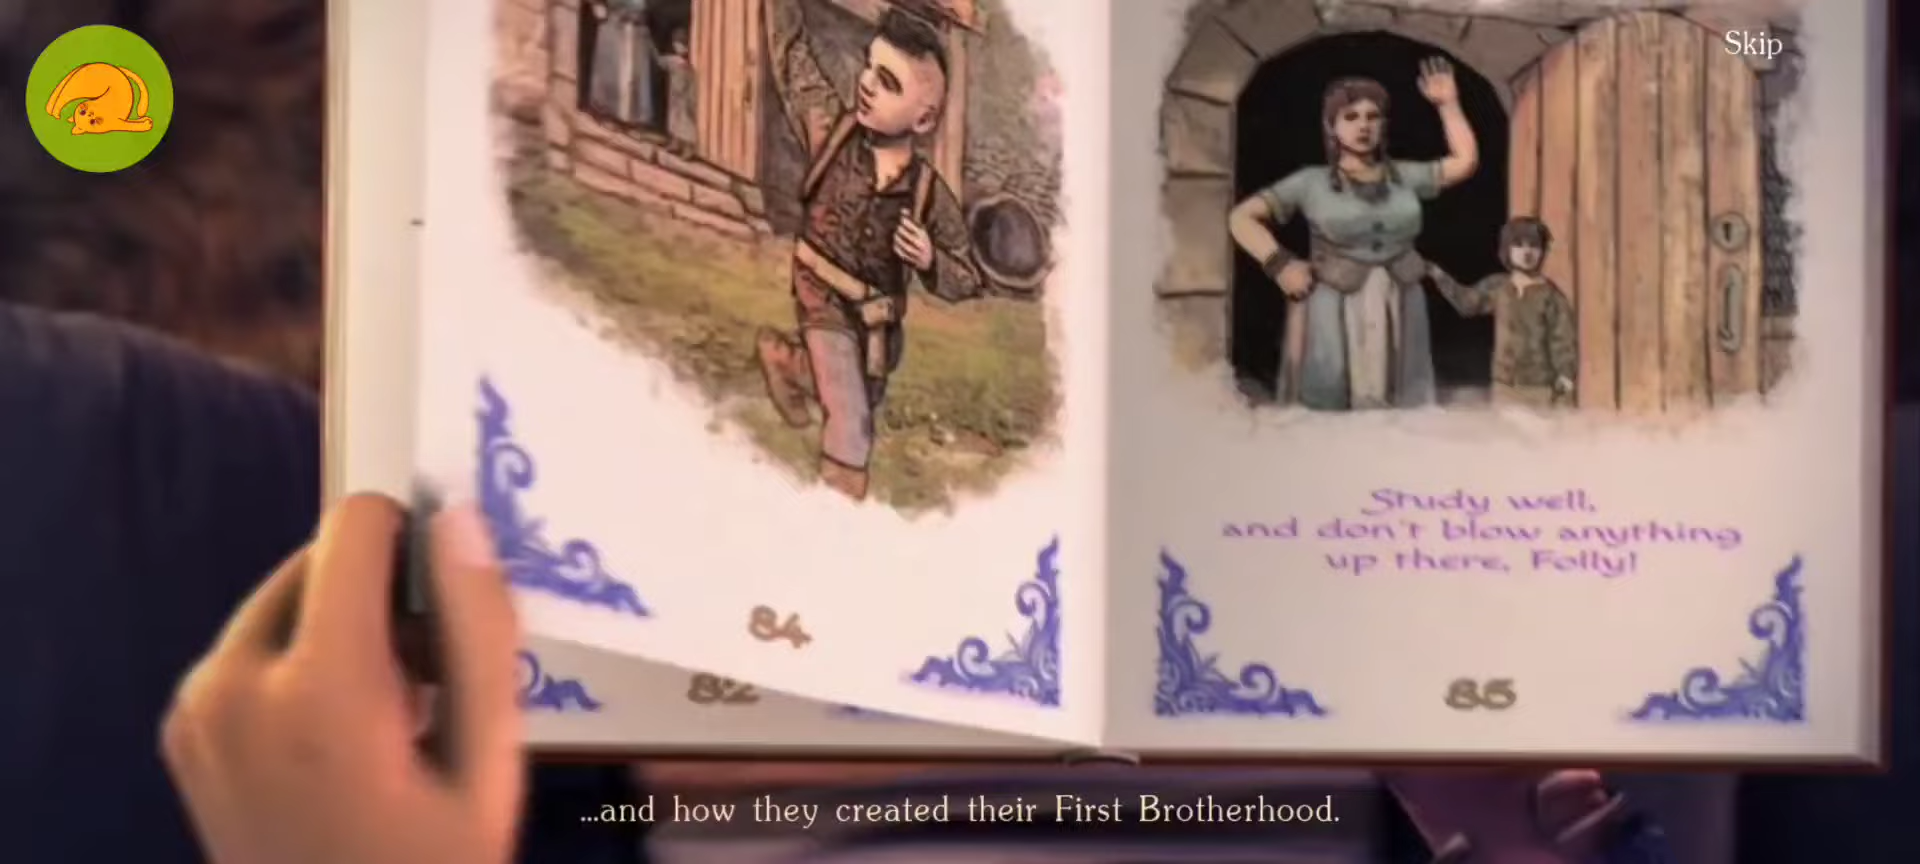 Skip
Study well,
and don't blow anything
up there, Folly!
84
82
85
...and how they created their First Brotherhood.